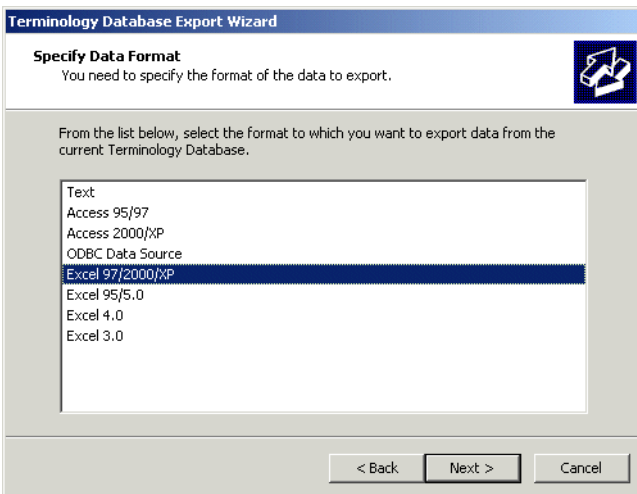 Terminology Database Export Wizard
Specify Data Format
You need to specify the format of the data to export.
From the list below, select the format to which you want to export data from the
current Terminology Database.
Text
Access 95/97
Access 2000/XP
ODBC Data Source
Excel 97/2000/XP
Excel 95/5.0
Excel 4.0
Excel 3.0
< Back
Next >
Cancel